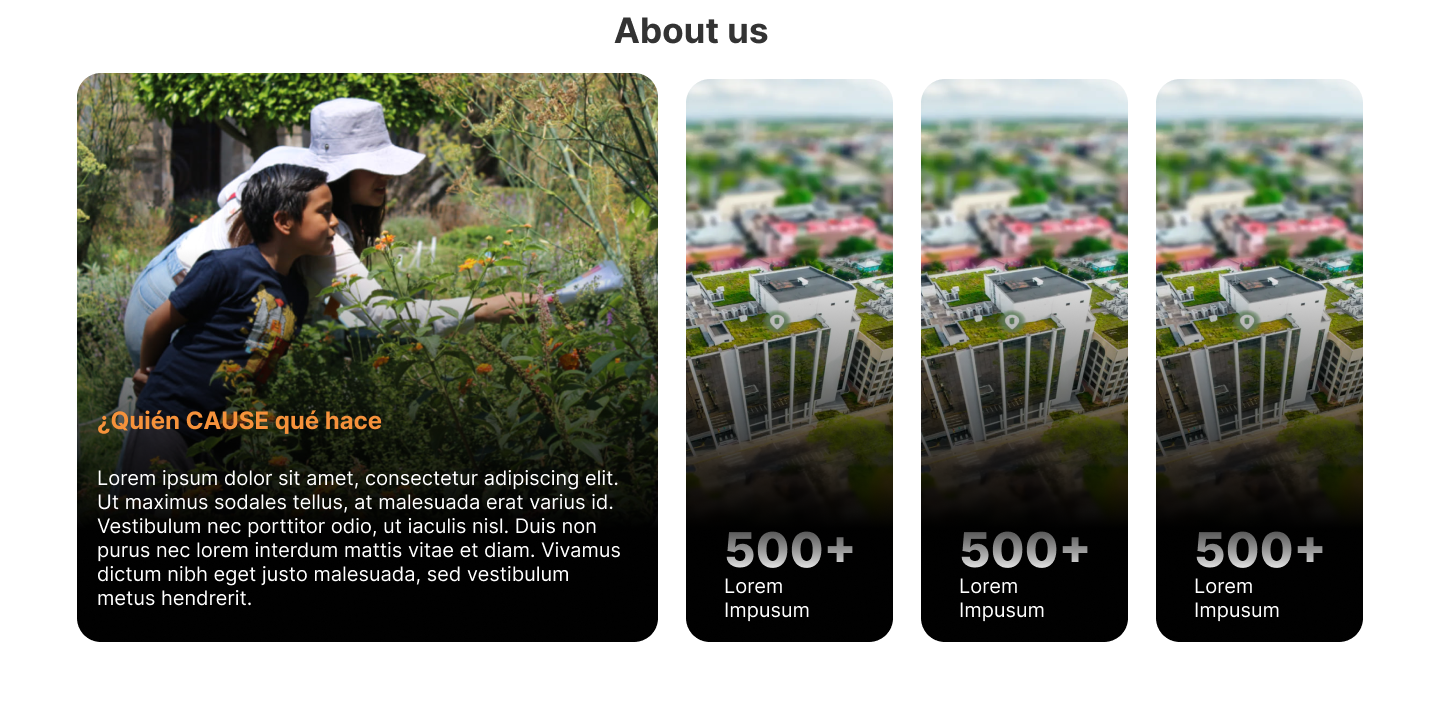 About us
¿Quién CAUSE qué hace
Lorem ipsum dolor sit amet, consectetur adipiscing elit.
Ut maximus sodales tellus, at malesuada erat varius id.
Vestibulum nec porttitor odio, ut iaculis nisl. Duis non
purus nec lorem interdum mattis vitae et diam. Vivamus
dictum nibh eget justo malesuada, sed vestibulum
metus hendrerit.
500+
Lorem
Impusum
500+
Lorem
Impusum
500+
Lorem
Impusum